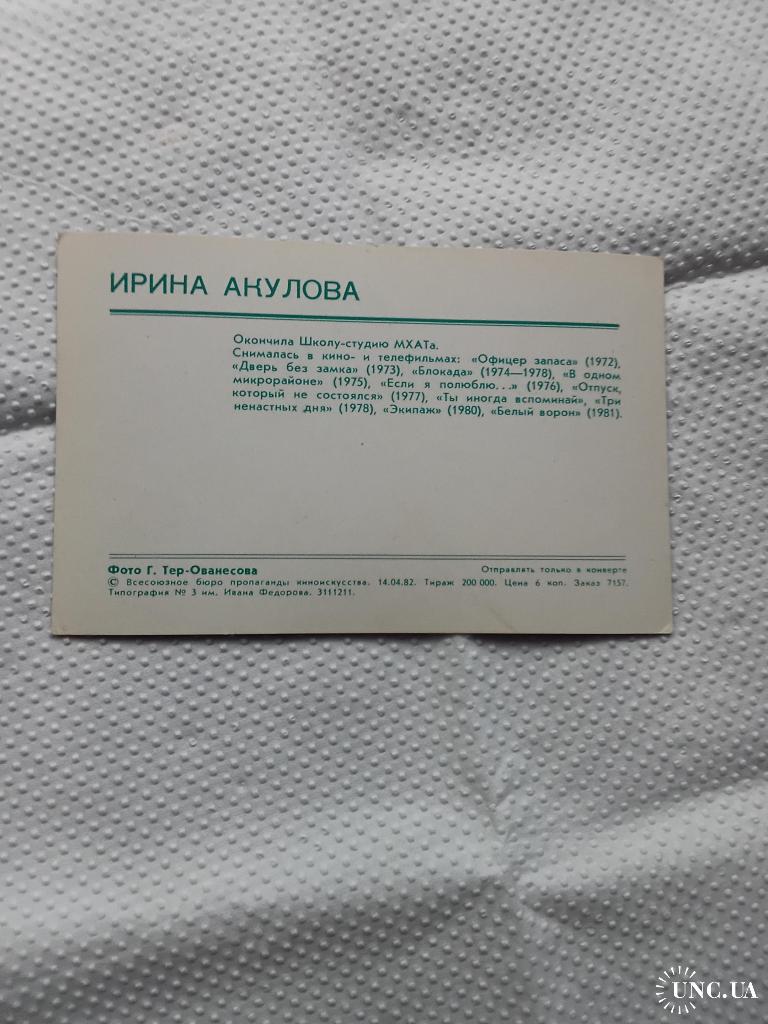 ИРИНА АКУЛОВА
Окончила Школу-студию МХАТа.
Снималась в кино- и телефильмах: «Офицер запаса» (1972),
«Дверь без замка» (1973), «Блокада» (1974—1978), «В одном
микрорайоне» (1975), «Если я полюблю...» (1976), «Отпуск,
который не состоялся» (1977), «Ты иногда вспоминай», «Три
ненастных дня» (1978), «Экипаж» (1980), «Белый ворон» (1981).
Фото Г. Тер-Ованесова
Отправлять только в конверте
© Всесоюзное бюро пропаганды киноискусства. 14.04.82. Тираж 200 000. Цена 6 коп. Заказ 7157.
Типография № 3 им. Ивана Федорова. 3111211.
UNC.UA